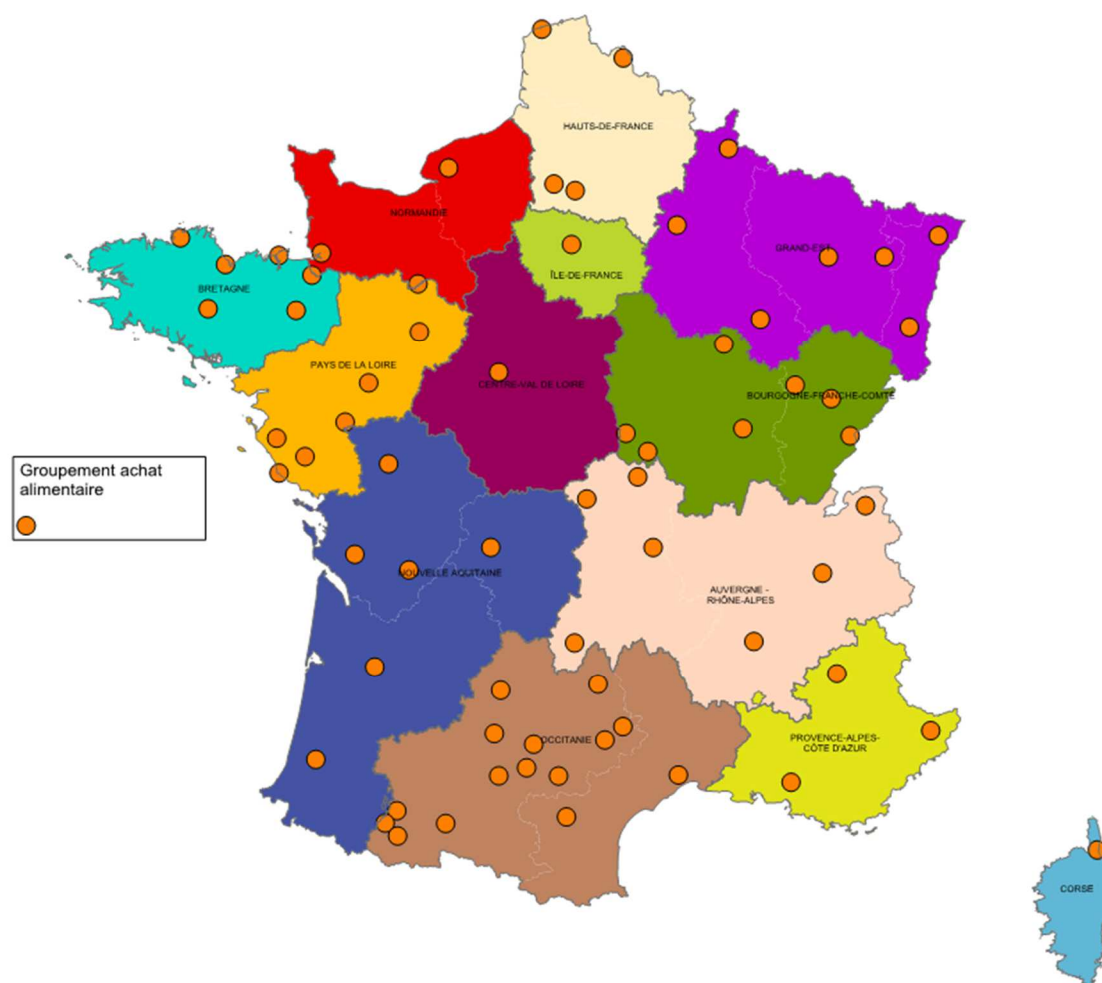 HAUTS-DE-FRANCE
NORMANDIE
GRAND-EST
ÎLE-DE-FRANCE
BRETAGNE
PAYS DE LA LOIRE
CENTRE-VAL DE LOIRE
BOURGOGNE-FRANCHE-COMTÉ
Groupement achat
alimentaire
NOUVELLE AQUITAINE
AUVERGNE -
RHÔNE-ALPES
OCCITANIE
PROVENCE-ALPES-
CÔTE D'AZUR
CORSE